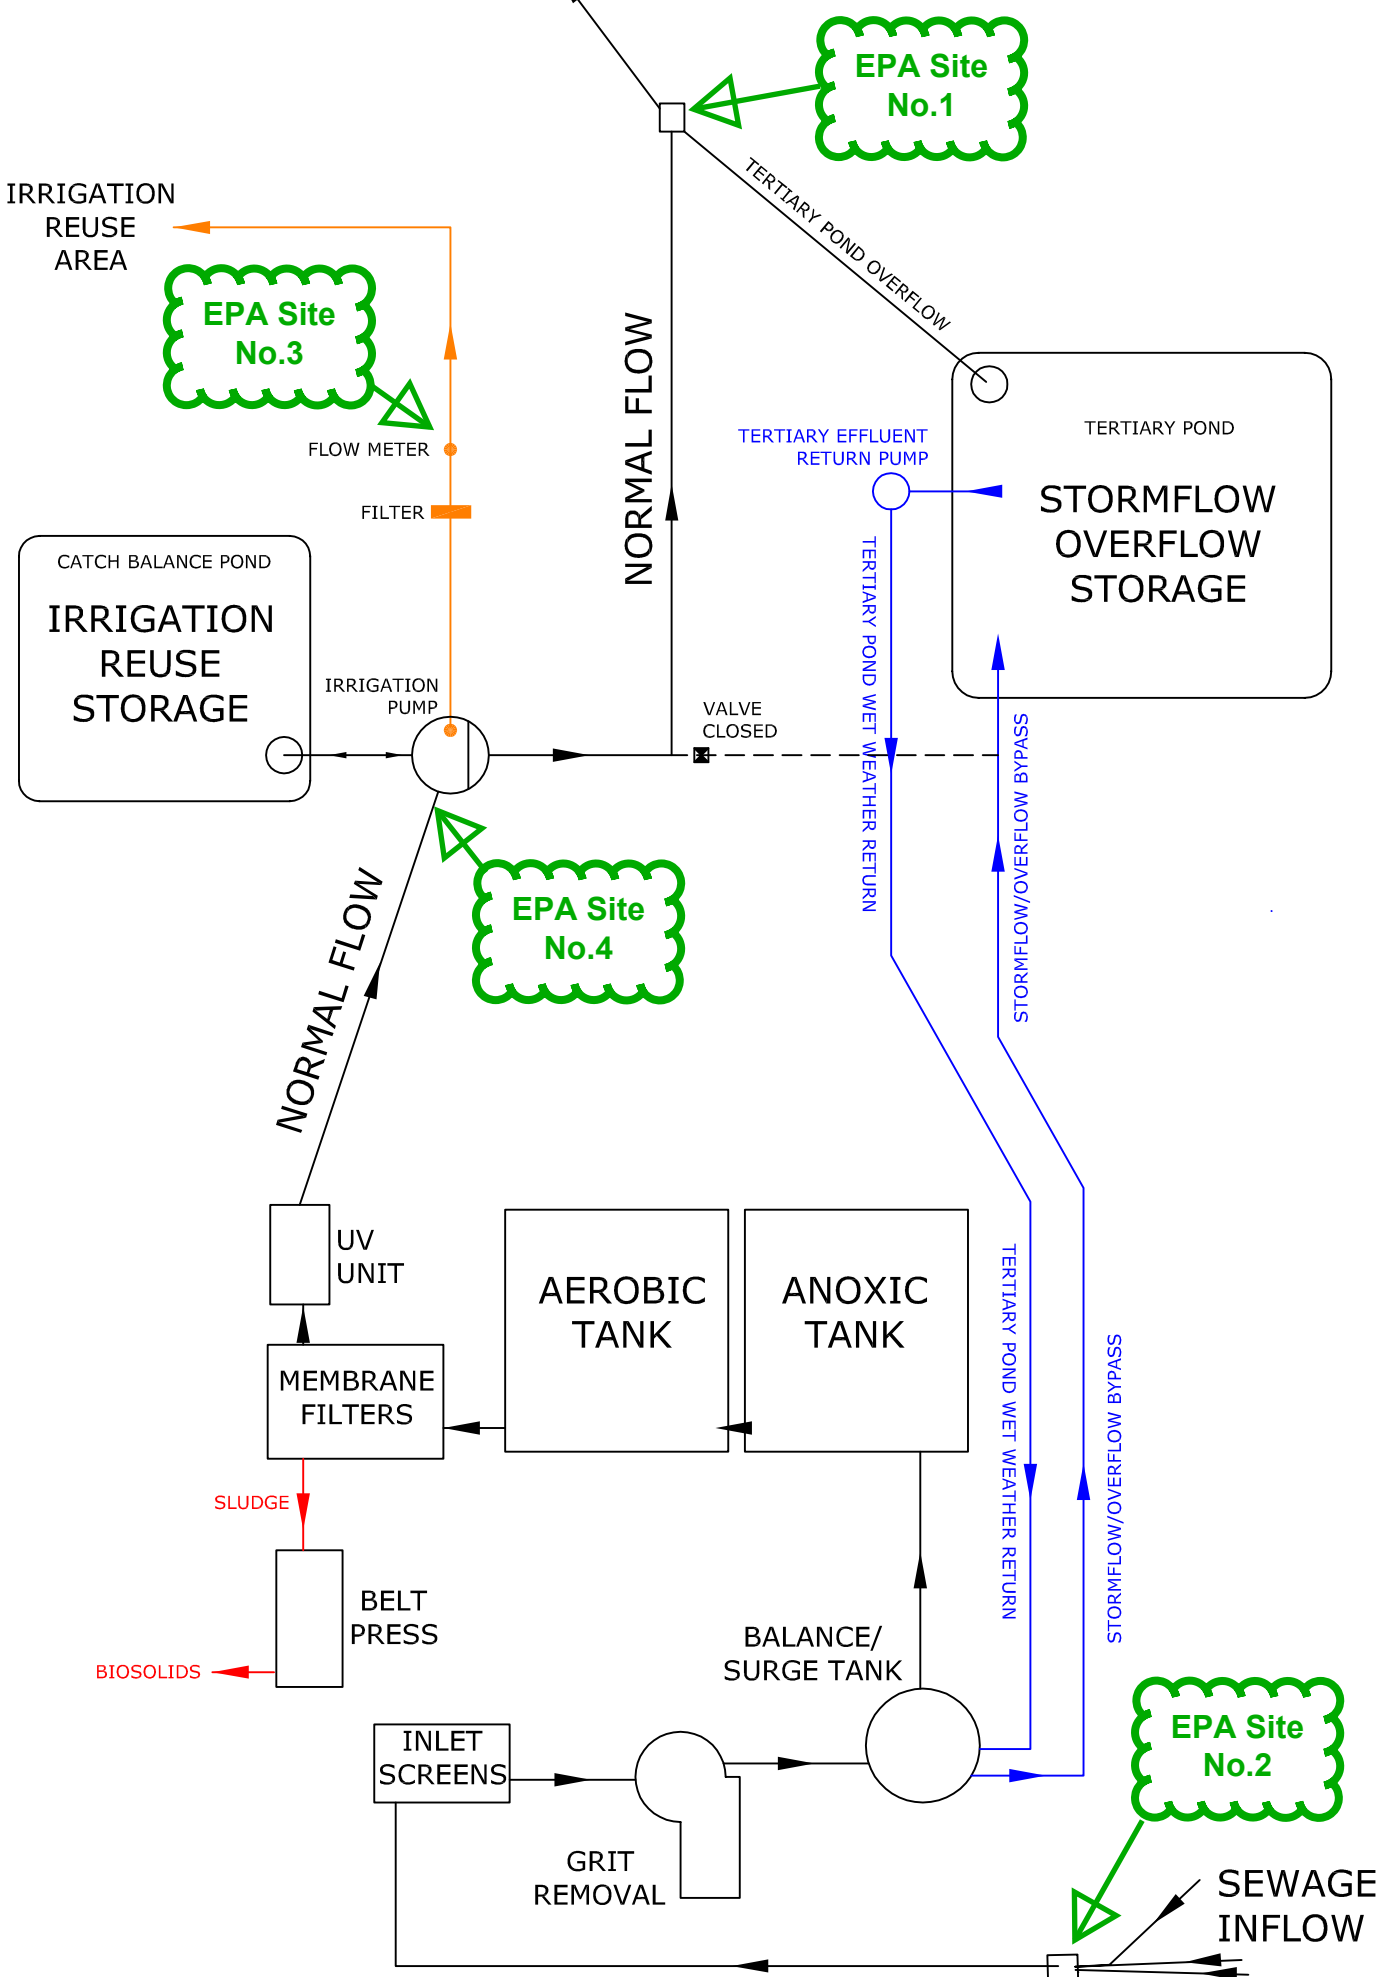 EPA Site
No.1
TERTIARY POND OVERFLOW
IRRIGATION
REUSE
AREA
EPA Site
No.3
NORMAL FLOW
FLOW METER
FILTER
TERTIARY EFFLUENT
RETURN PUMP
TERTIARY POND
STORMFLOW
OVERFLOW
STORAGE
CATCH BALANCE POND
IRRIGATION
REUSE
STORAGE
IRRIGATION
PUMP
VALVE
CLOSED
TERTIARY POND WET WEATHER RETURN
STORMFLOW/OVERFLOW BYPASS
EPA Site
No.4
NORMAL FLOW
UV
UNIT
AEROBIC
TANK
ANOXIC
TANK
MEMBRANE
FILTERS
TERTIARY POND WET WEATHER RETURN
STORMFLOW/OVERFLOW BYPASS
SLUDGE
BELT
PRESS
BIOSOLIDS
BALANCE/
SURGE TANK
INLET
SCREENS
GRIT
REMOVAL
EPA Site
No.2
SEWAGE
INFLOW